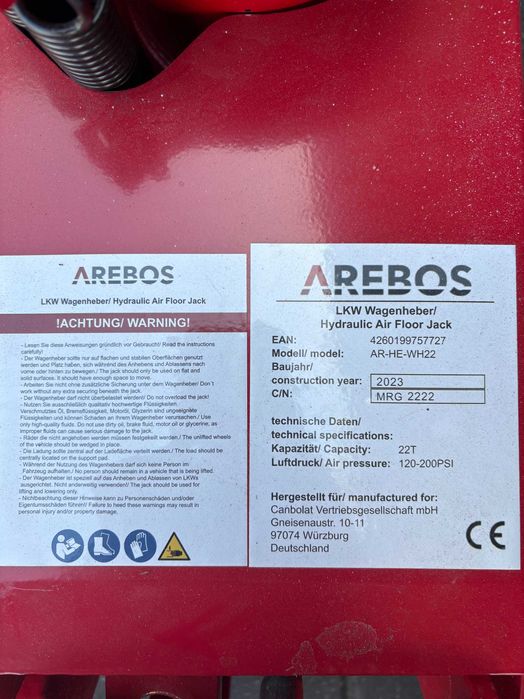 AREBOS
LKW Wagenheber/ Hydraulic Air Floor Jack
!ACHTUNG/ WARNING!
- Lesen Sie diese Anweisungen gründlich vor Gebrauch! Read the instructions
carefully!
- Der Wagenheber sollte nur auf flachen und stabilen Oberflächen genutzt
werden und Platz haben, sich während des Anhebens und Ablassens nach
vorne oder hinten zu bewegen./ The jack should only be used on flat and
solid surfaces. It should have enough space to move.
- Arbeiten Sie nicht ohne zusätzliche Sicherung unter dem Wagenheber/ Don´t
work without any extra securing beneath the jack.
- Der Wagenheber darf nicht überbelastet werden!/ Do not overload the jack!
- Nutzen Sie ausschließlich qualitativ hochwertige Flüssigkeiten.
Verschmutztes Öl, Bremsflüssigkeit, Motoröl, Glyzerin sind ungeeignete
Flüssigkeiten und können Schaden an Ihrem Wagenheber verursachen./ Use
only high-quality fluids. Do not use dirty oil, brake fluid, motor oil or glycerine, as
improper fluids can cause serious damage to the jack.
- Räder die nicht angehoben werden müssen festgekeilt werden./ The unlifted wheels
of the vehicle should be wedged in place.
- Die Ladung sollte zentral auf der Ladefläche verteilt werden./ The load should be
centrally located on the support pad.
- Während der Nutzung des Wagenhebers darf sich keine Person im
Fahrzeug aufhalten./ No person should remain in a vehicle that is being lifted.
- Der Wagenheber ist speziell auf das Anheben und Ablassen von LKWs
ausgerichtet. Nicht anderweitig verwenden!/ The jack should be used for
lifting and lowering only.
- Nichtbeachtung dieser Hinweise kann zu Personenschäden und/oder
Eigentumsschäden führen!/ Failure to heed these warnings may result in
personal injury and/or property damage.
AREBOS
LKW Wagenheber/
Hydraulic Air Floor Jack
EAN: 4260199757727
Modell/ model: AR-HE-WH22
Baujahr/
construction year: 2023
C/N: MRG 2222
technische Daten/
technical specifications:
Kapazität/ Capacity: 22T
Luftdruck/ Air pressure: 120-200PSI
Hergestellt für/ manufactured for:
Canbolat Vertriebsgesellschaft mbH
Gneisenaustr. 10-11
97074 Würzburg
Deutschland
CE